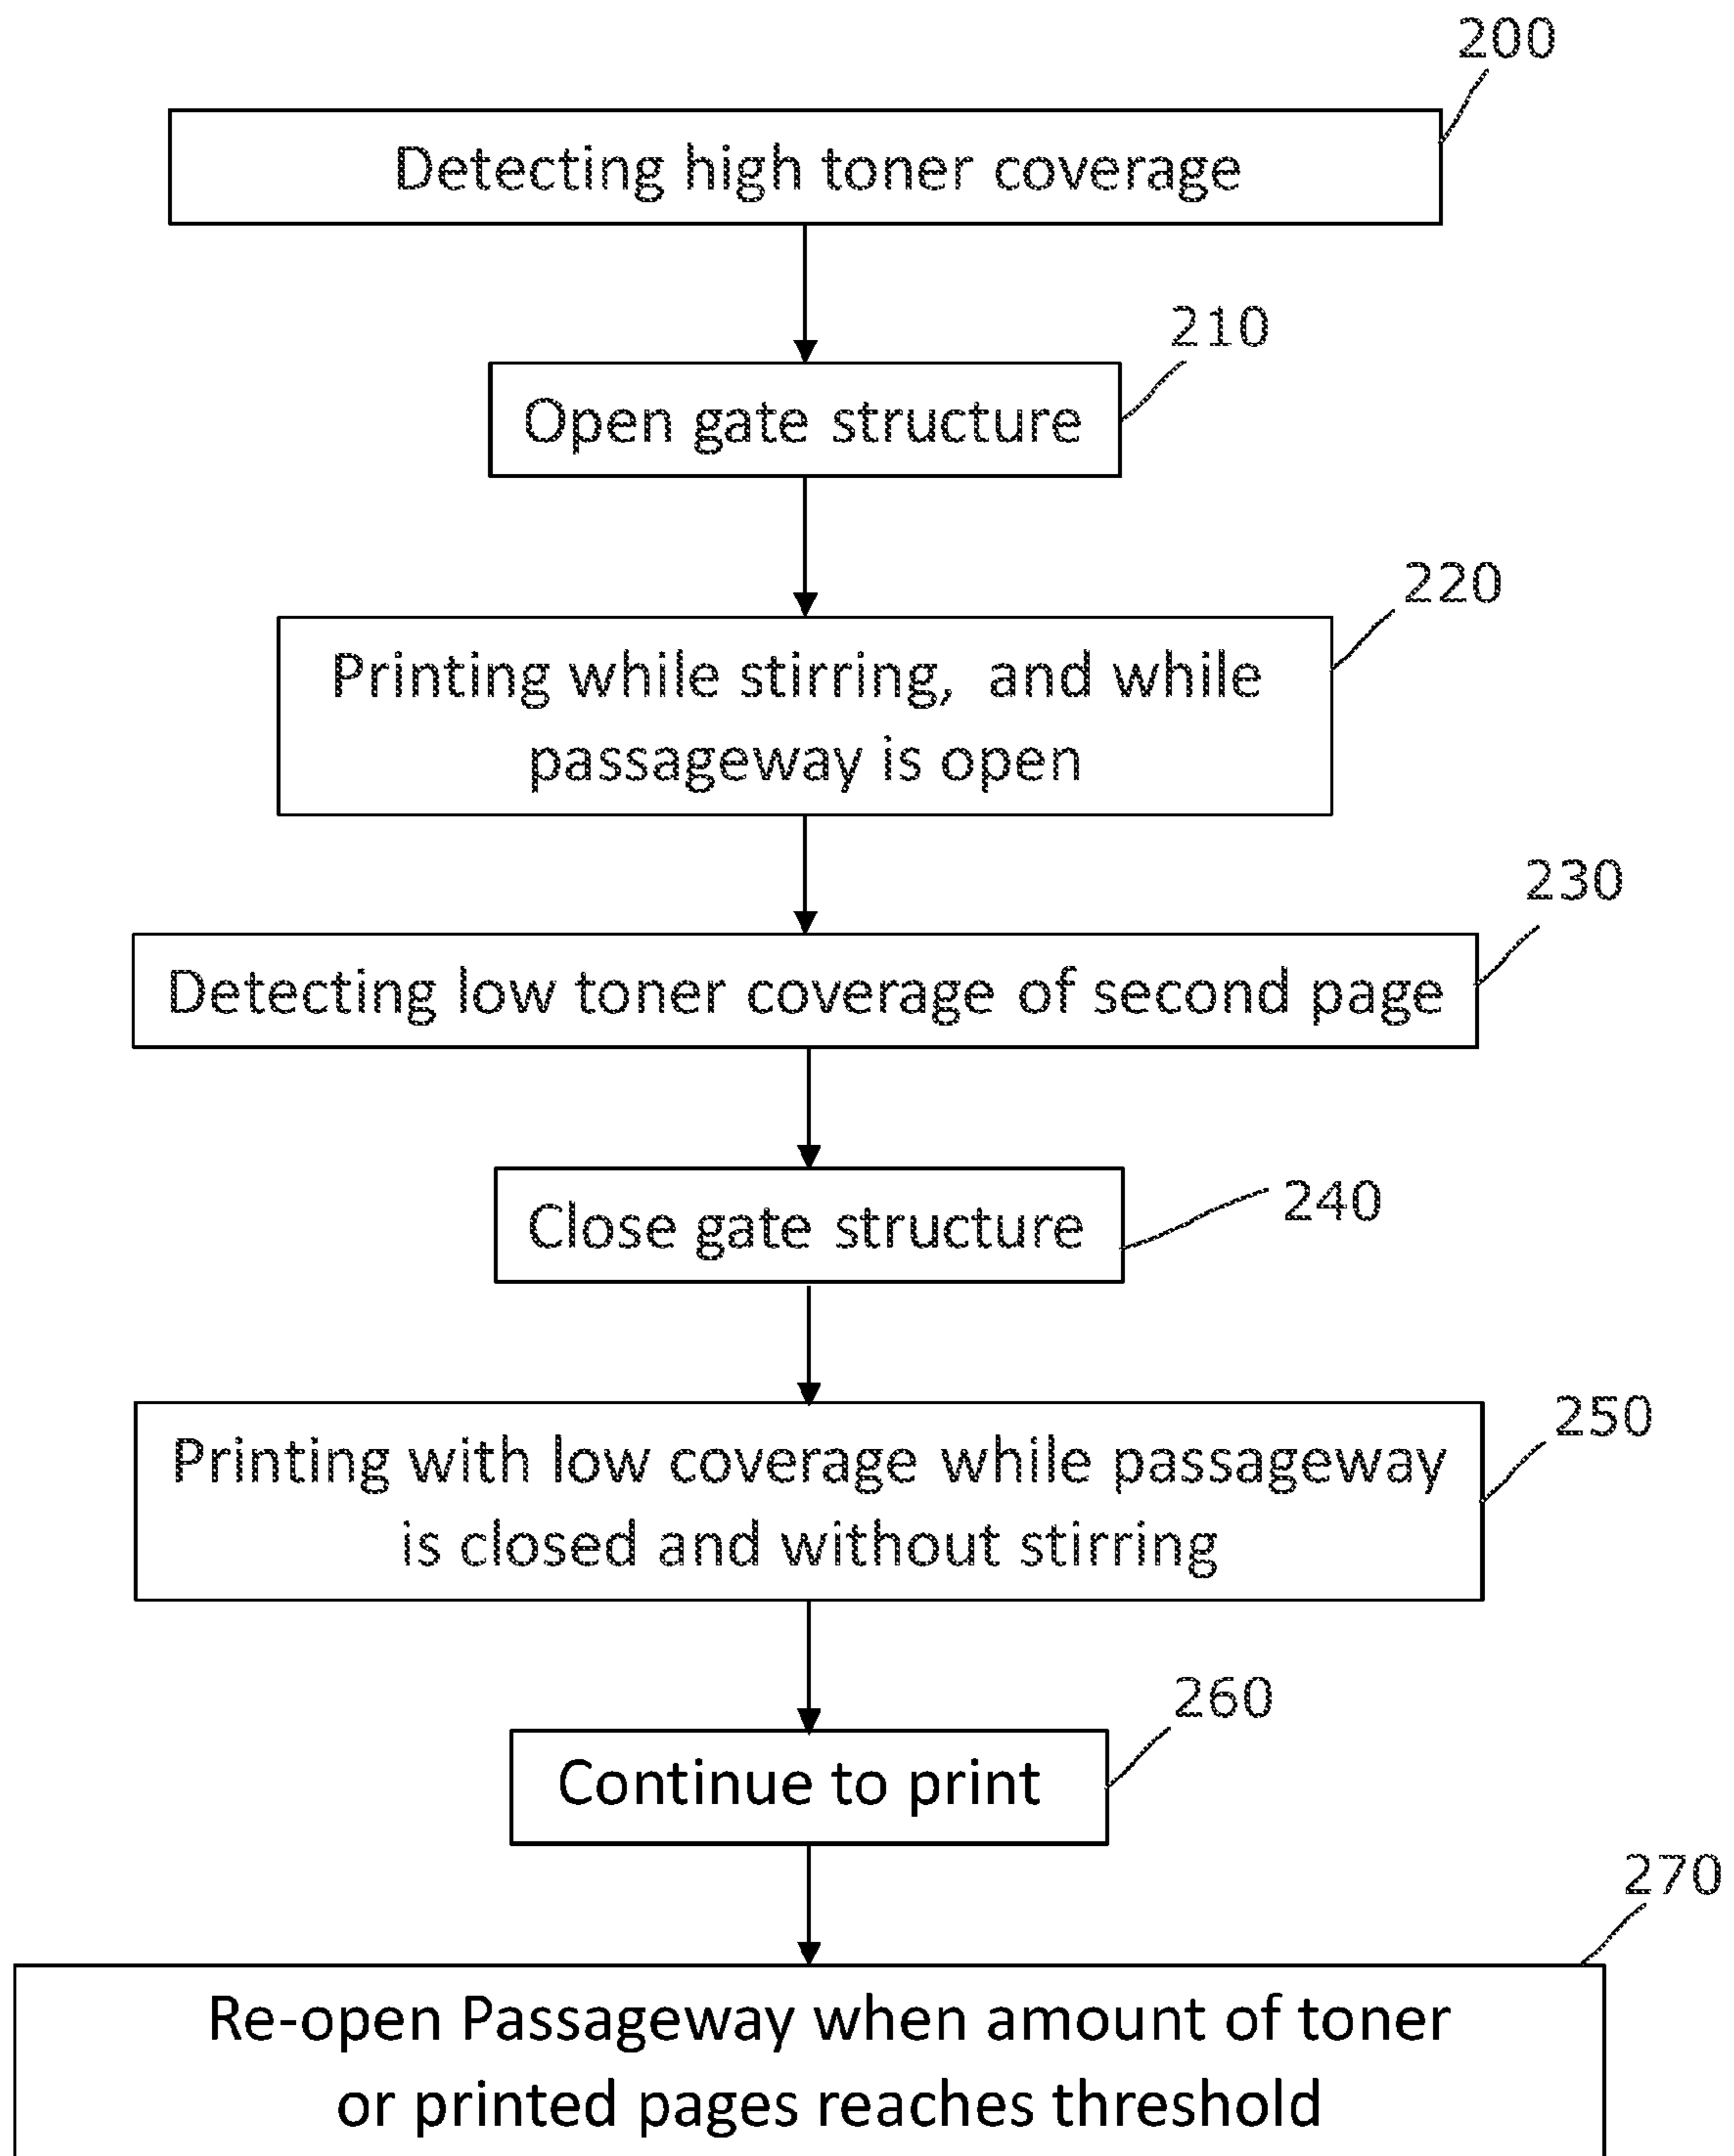 200
Detecting high toner coverage
210
Open gate structure
220
Printing while stirring, and while
passageway is open
230
Detecting low toner coverage of second page
240
Close gate structure
250
Printing with low coverage while passageway
is closed and without stirring
260
Continue to print
270
Re-open Passageway when amount of toner
or printed pages reaches threshold